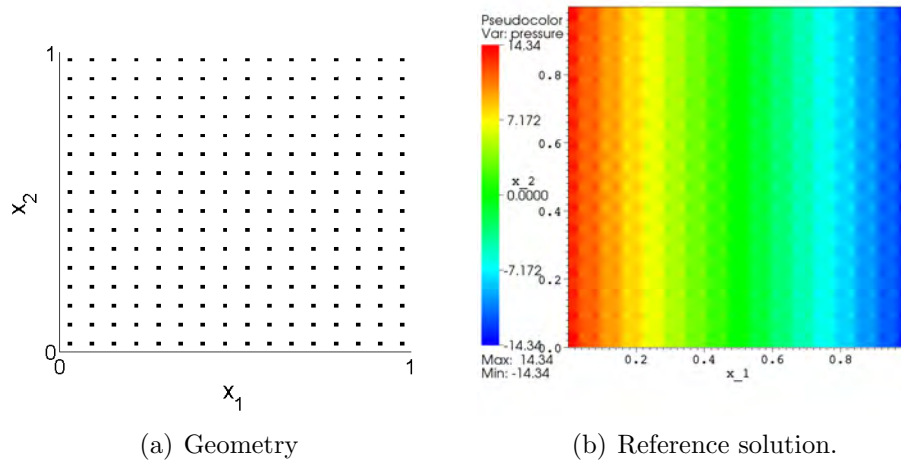 1
x_2
0
0
1
x_1
(a) Geometry
Pseudocolor
Var: pressure
14.34
7.172
0.0000
-7.172
-14.34
Max: 14.34
Min: -14.34
0.8
0.6
x_2
0.4
0.2
0.0
0.2 0.4 0.6 0.8
x_1
(b) Reference solution.